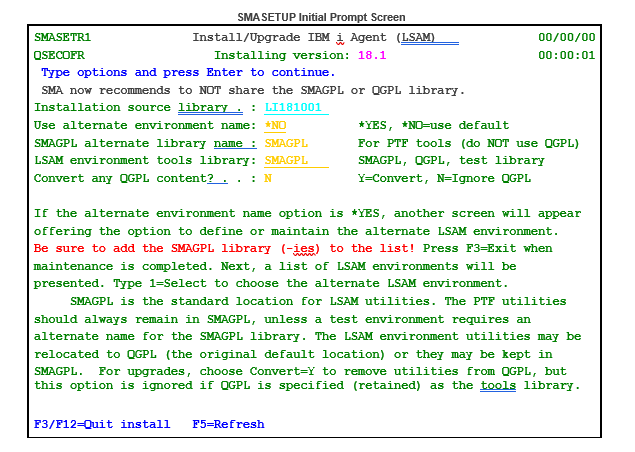 SMASETUP Initial Prompt Screen
SMASETR1 Install/Upgrade IBM i Agent (LSAM) 00/00/00
QSECOFR Installing version: 18.1 00:00:01
Type options and press Enter to continue.
SMA now recommends to NOT share the SMAGPL or QGPL library.
Installation source library . : LI181001
Use alternate environment name: *NO *YES, *NO=use default
SMAGPL alternate library name : SMAGPL For PTF tools (do NOT use QGPL)
LSAM environment tools library: SMAGPL SMAGPL, QGPL, test library
Convert any QGPL content? . . : N Y=Convert, N=Ignore QGPL
If the alternate environment name option is *YES, another screen will appear
offering the option to define or maintain the alternate LSAM environment.
Be sure to add the SMAGPL library (-ies) to the list! Press F3=Exit when
maintenance is completed. Next, a list of LSAM environments will be
presented. Type 1=Select to choose the alternate LSAM environment.
SMAGPL is the standard location for LSAM utilities. The PTF utilities
should always remain in SMAGPL, unless a test environment requires an
alternate name for the SMAGPL library. The LSAM environment utilities may be
relocated to QGPL (the original default location) or they may be kept in
SMAGPL. For upgrades, choose Convert=Y to remove utilities from QGPL, but
this option is ignored if QGPL is specified (retained) as the tools library.
F3/F12=Quit install F5=Refresh